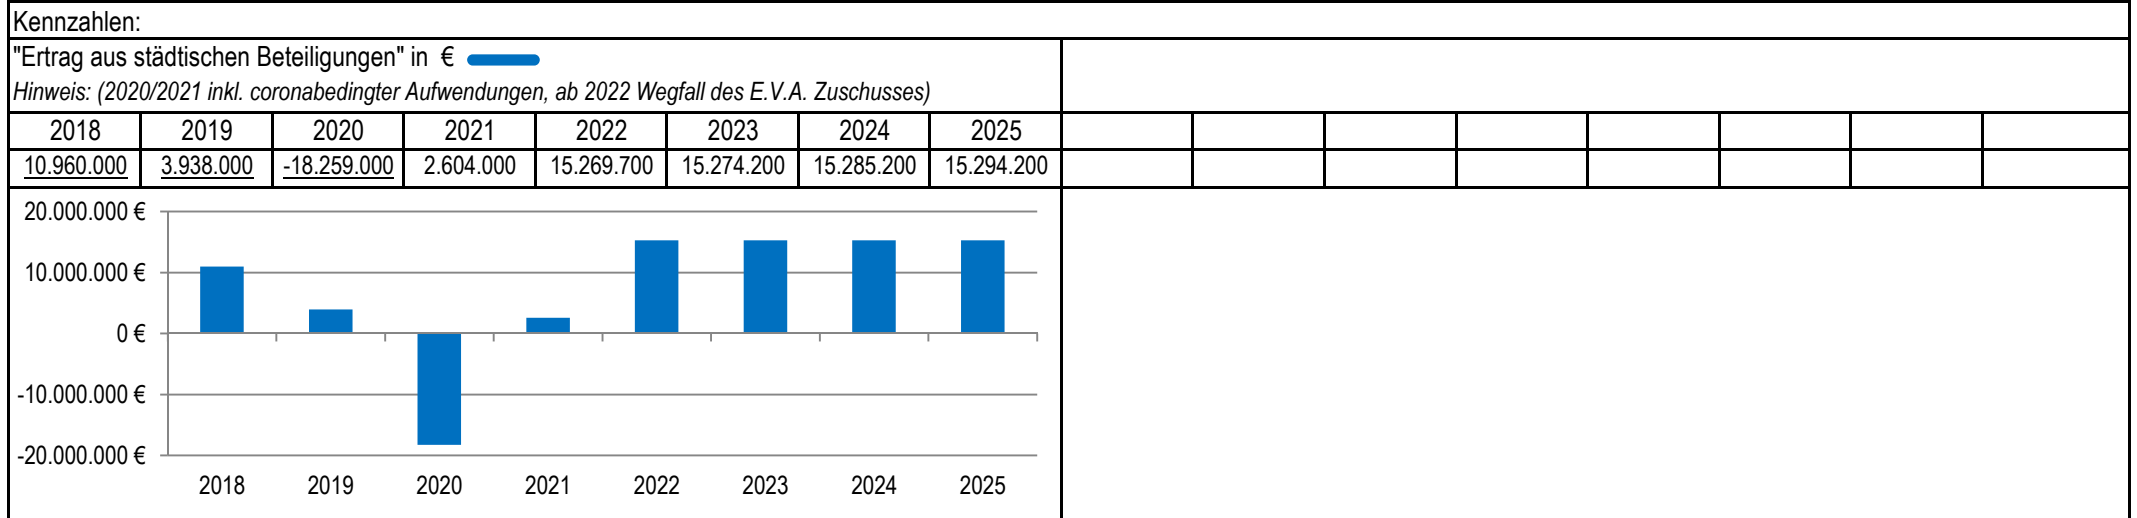 Kennzahlen:
"Ertrag aus städtischen Beteiligungen" in €
Hinweis: (2020/2021 inkl. coronabedingter Aufwendungen, ab 2022 Wegfall des E.V.A. Zuschusses)
2018 2019 2020 2021 2022 2023 2024 2025
10.960.000 3.938.000 -18.259.000 2.604.000 15.269.700 15.274.200 15.285.200 15.294.200
20.000.000 €
10.000.000 €
0 €
-10.000.000 €
-20.000.000 €
2018 2019 2020 2021 2022 2023 2024 2025